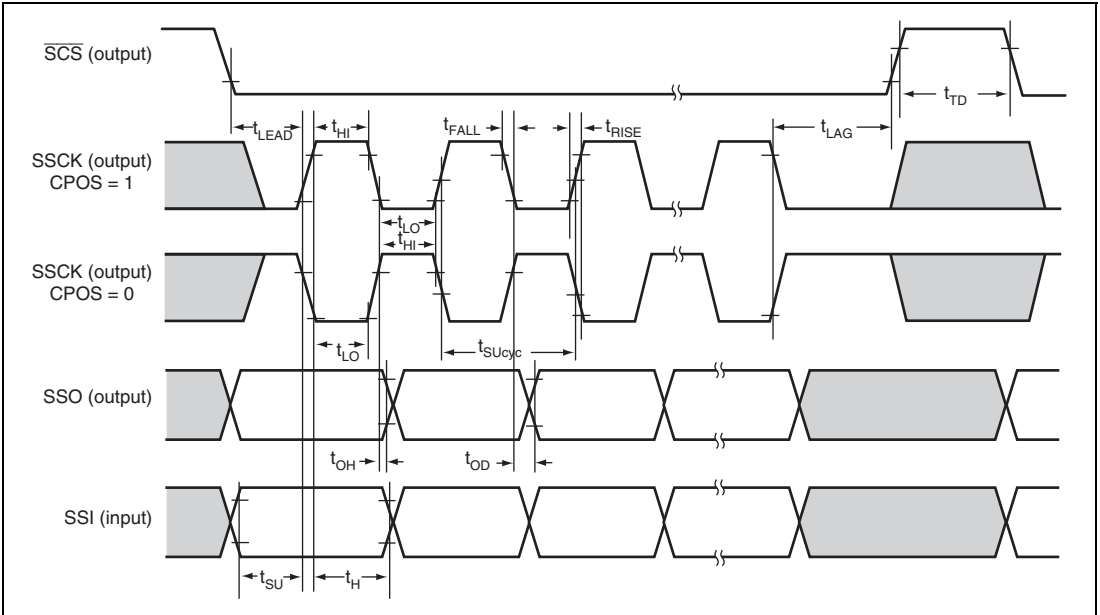 SCS (output)
tTD
tLEAD
tHI
tFALL
tRISE
tLAG
SSCK (output)
CPOS = 1
tLO
tHI
SSCK (output)
CPOS = 0
tLO
tSUcyc
SSO (output)
tOH
tOD
SSI (input)
tSU
tH